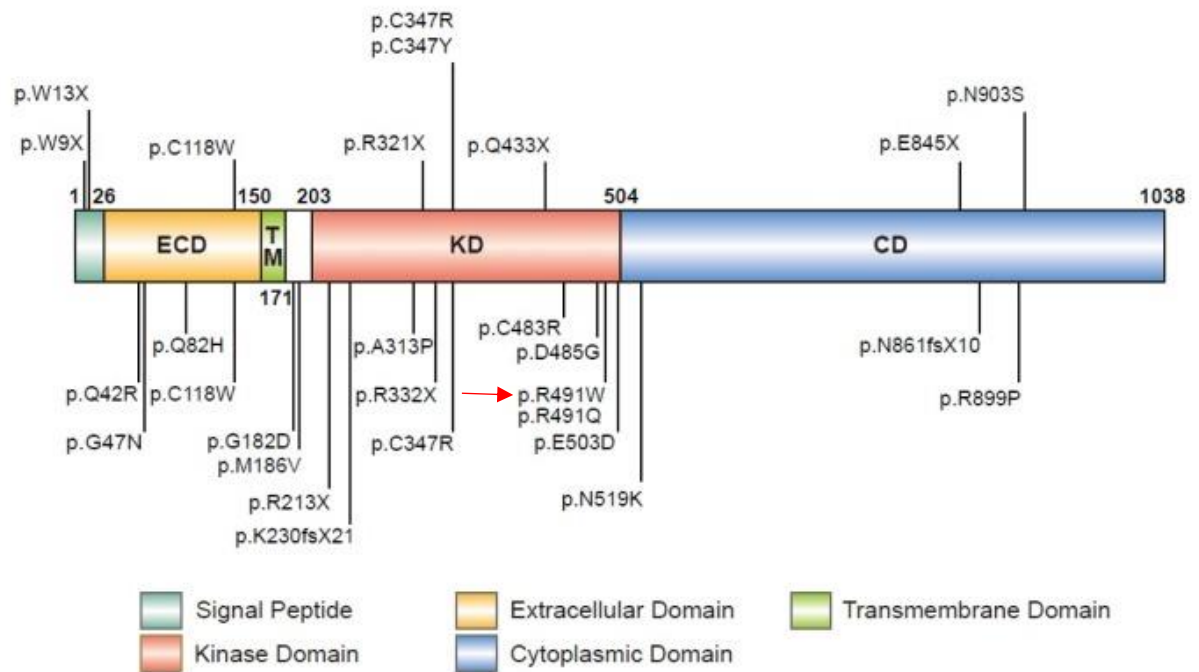 p.C347R
p.C347Y
p.W13X
p.N903S
p.W9X
p.C118W
p.R321X
p.Q433X
p.E845X
1 26 150 203 504 1038
ECD TM KD CD
171
p.C483R
p.Q82H
p.A313P
p.D485G
p.N861fsX10
p.Q42R
p.C118W
p.R332X
p.R491W
p.R899P
p.R491Q
p.G47N
p.G182D
p.C347R
p.E503D
p.M186V
p.R213X
p.N519K
p.K230fsX21
Signal Peptide
Extracellular Domain
Transmembrane Domain
Kinase Domain
Cytoplasmic Domain